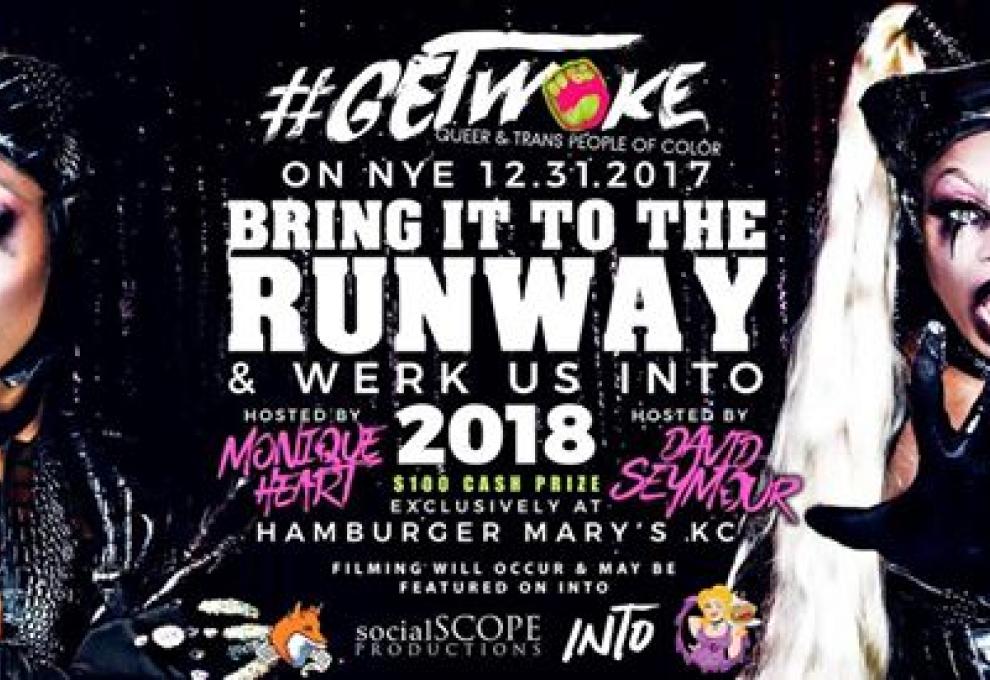 #GETWOKE
QUEER & TRANS PEOPLE OF COLOR
ON NYE 12.31.2017
BRING IT TO THE
RUNWAY
& WERK US INTO
2018
HOSTED BY
MONIQUE
HEART
HOSTED BY
DAVID
SEYMOUR
$100 CASH PRIZE
EXCLUSIVELY AT
HAMBURGER MARY'S KC
FILMING WILL OCCUR & MAY BE
FEATURED ON INTO
socialSCOPE
PRODUCTIONS
INTO